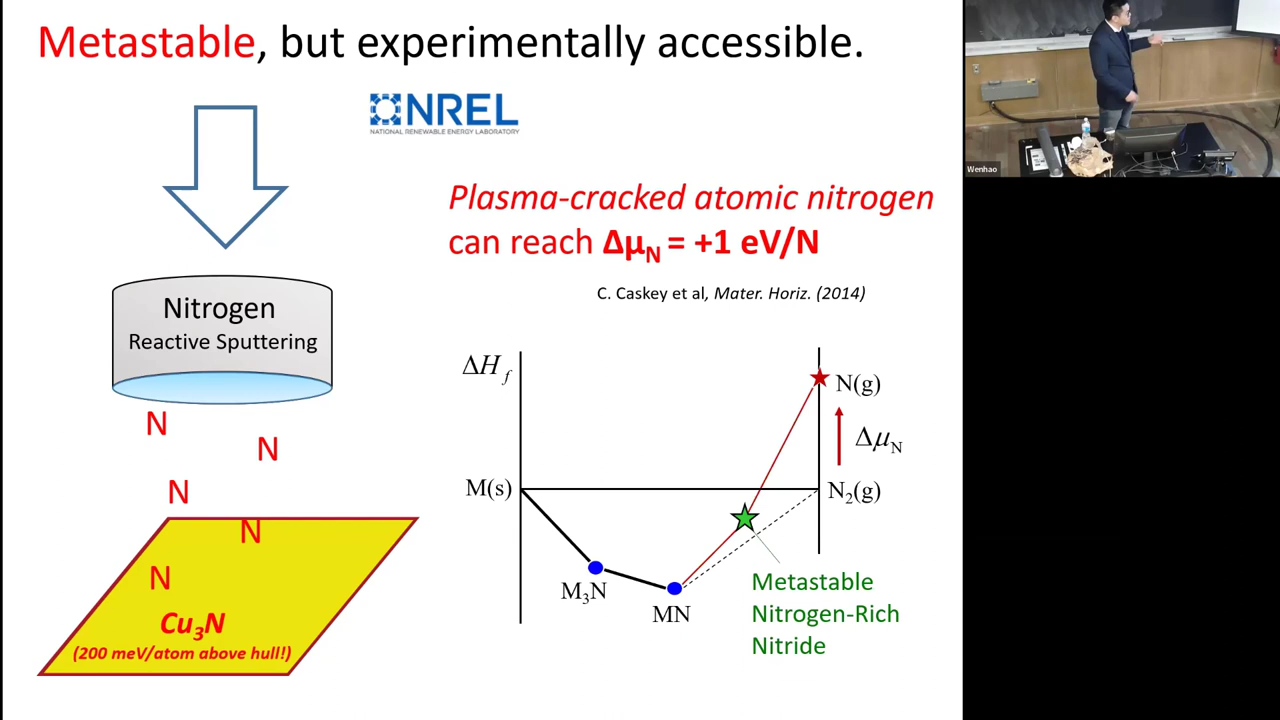 Metastable, but experimentally accessible.
NREL
NATIONAL RENEWABLE ENERGY LABORATORY
Plasma-cracked atomic nitrogen
can reach Δμ_N = +1 eV/N
C. Caskey et al, Mater. Horiz. (2014)
Nitrogen
Reactive Sputtering
N
N
N
N
N
Cu₃N
(200 meV/atom above hull!)
ΔH_f
N(g)
Δμ_N
M(s)
N₂(g)
M₃N
MN
Metastable
Nitrogen-Rich
Nitride
Wenhao